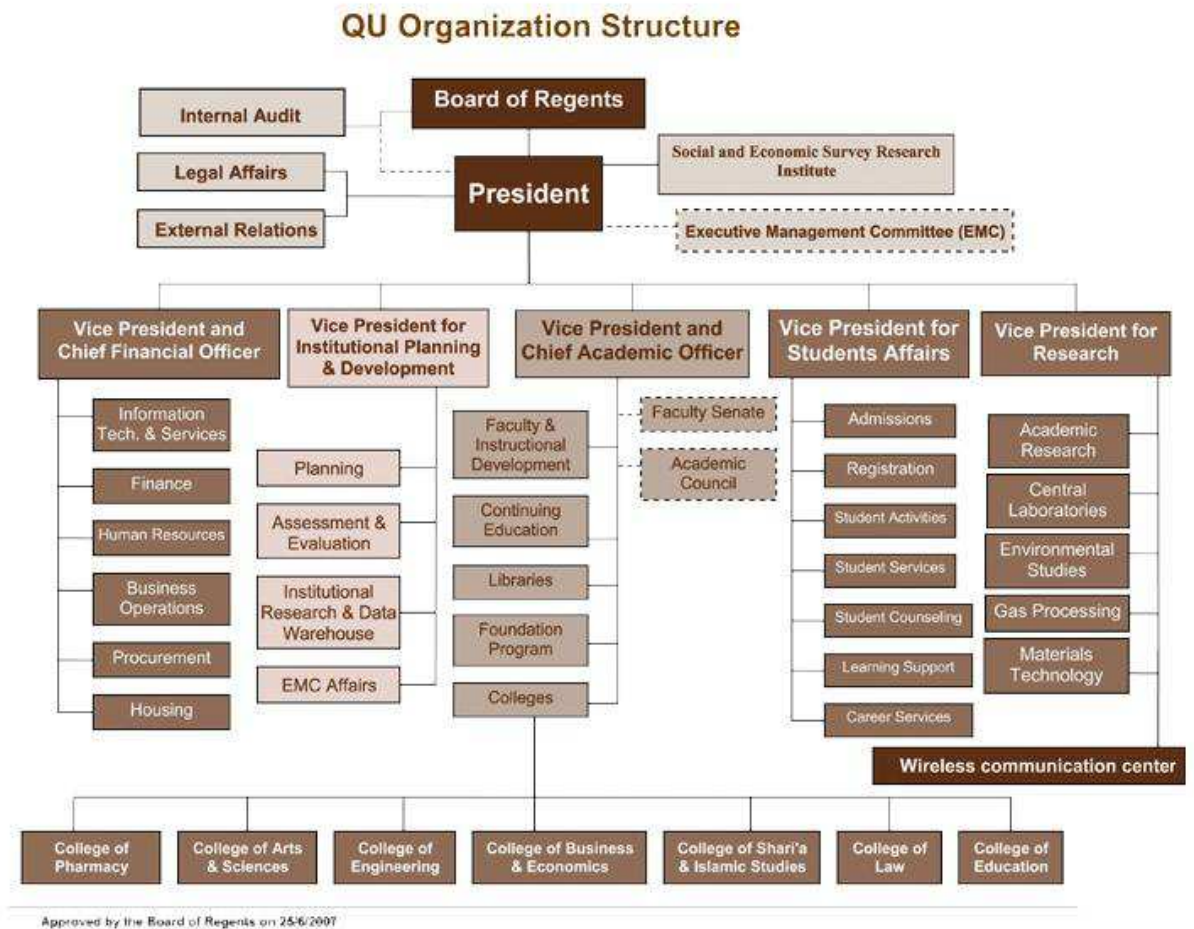 QU Organization Structure
Board of Regents
Internal Audit
Legal Affairs
External Relations
President
Social and Economic Survey Research
Institute
Executive Management Committee (EMC)
Vice President and
Chief Financial Officer
Information
Tech. & Services
Finance
Human Resources
Business
Operations
Procurement
Housing
Vice President for
Institutional Planning
& Development
Planning
Assessment &
Evaluation
Institutional
Research & Data
Warehouse
EMC Affairs
Vice President and
Chief Academic Officer
Faculty &
Instructional
Development
Continuing
Education
Libraries
Foundation
Program
Colleges
Faculty Senate
Academic
Council
Vice President for
Students Affairs
Admissions
Registration
Student Activities
Student Services
Student Counseling
Learning Support
Career Services
Vice President for
Research
Academic
Research
Central
Laboratories
Environmental
Studies
Gas Processing
Materials
Technology
Wireless communication center
College of
Pharmacy
College of Arts
& Sciences
College of
Engineering
College of Business
& Economics
College of Shari'a
& Islamic Studies
College of
Law
College of
Education
Approved by the Board of Regents on 25/6/2007